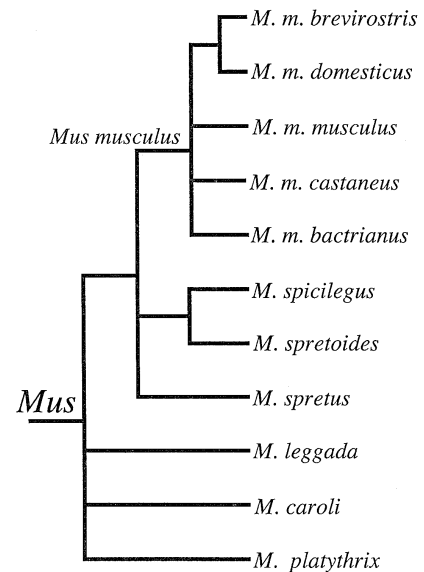 M. m. brevirostris
M. m. domesticus
M. m. musculus
Mus musculus
M. m. castaneus
M. m. bactrianus
M. spicilegus
M. spretoides
M. spretus
Mus
M. leggada
M. caroli
M. platythrix